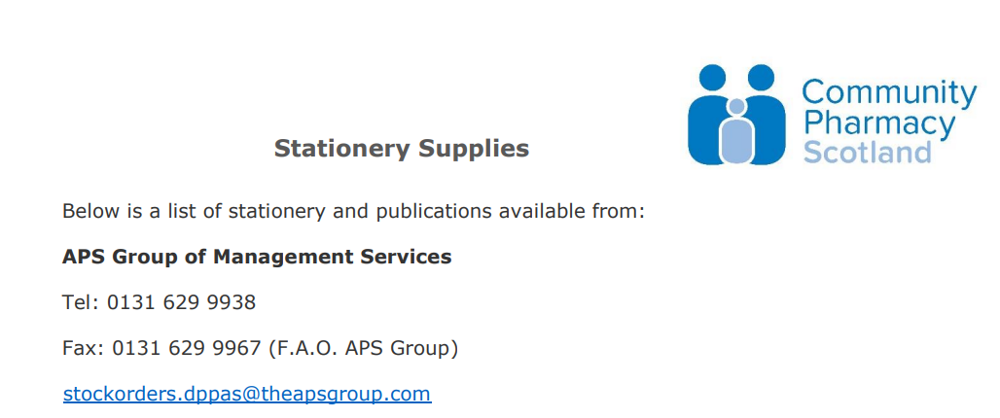 Community
Pharmacy
Scotland
Stationery Supplies
Below is a list of stationery and publications available from:
APS Group of Management Services
Tel: 0131 629 9938
Fax: 0131 629 9967 (F.A.O. APS Group)
stockorders.dppas@theapsgroup.com